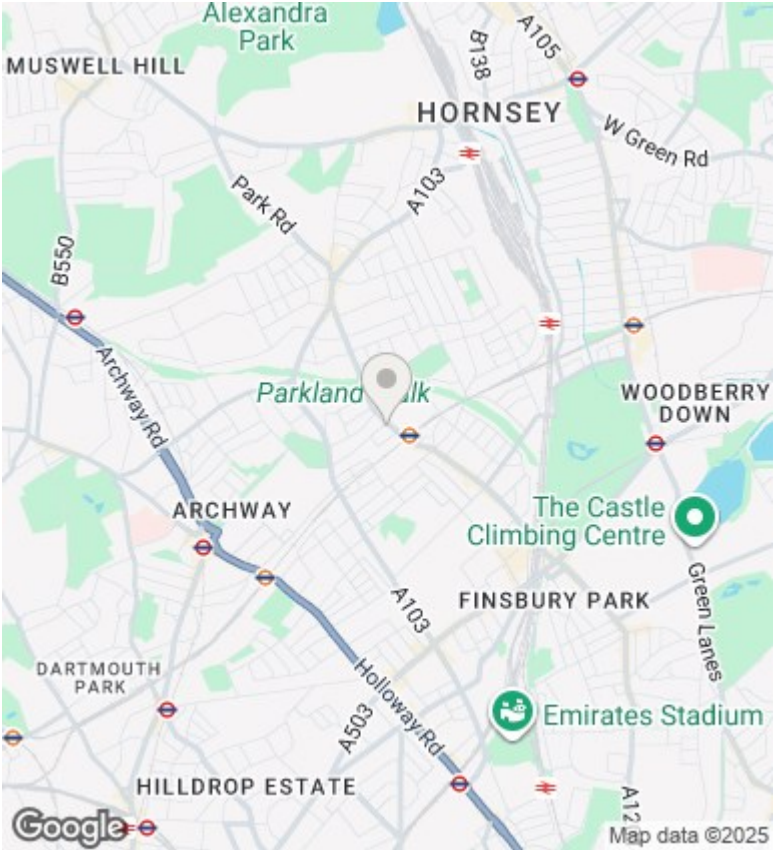 Alexandra
Park
MUSWELL HILL
B138
A105
HORNSEY
W Green Rd
Park Rd
A103
B550
Archway Rd
Parkland
WOODBERRY
DOWN
ARCHWAY
The Castle
Climbing Centre
A103
FINSBURY PARK
Green Lanes
DARTMOUTH
PARK
Holloway Rd
A503
Emirates Stadium
HILLDROP ESTATE
Google
Map data ©2025